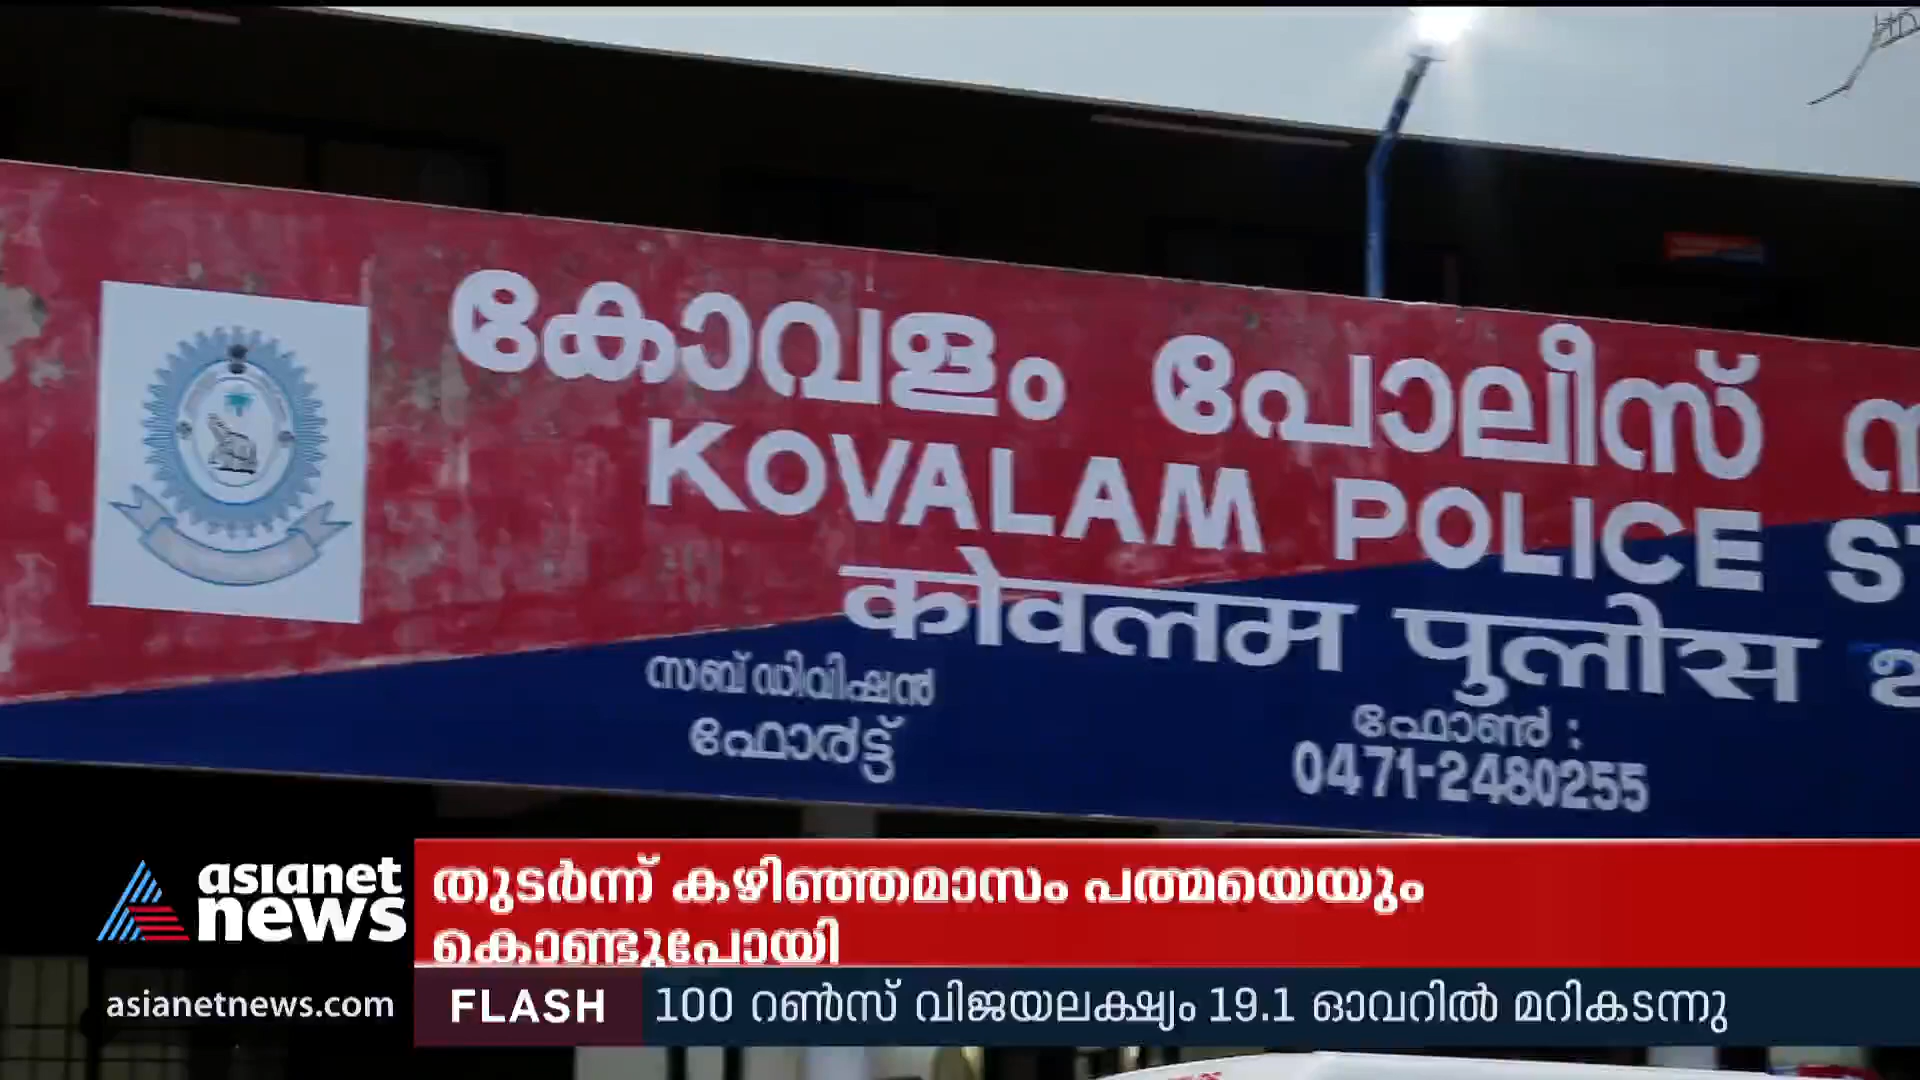 കോവളം പോലീസ്
KOVALAM POLICE
कोवलम पुलिस
സബ് ഡിവിഷൻ
ഫോർട്ട്
ഫോൺ :
0471-2480255
asianet
news
തുടർന്ന് കഴിഞ്ഞമാസം പത്മയെയും
കൊണ്ടുപോയി
asianetnews.com
FLASH
100 റൺസ് വിജയലക്ഷ്യം 19.1 ഓവറിൽ മറികടന്നു